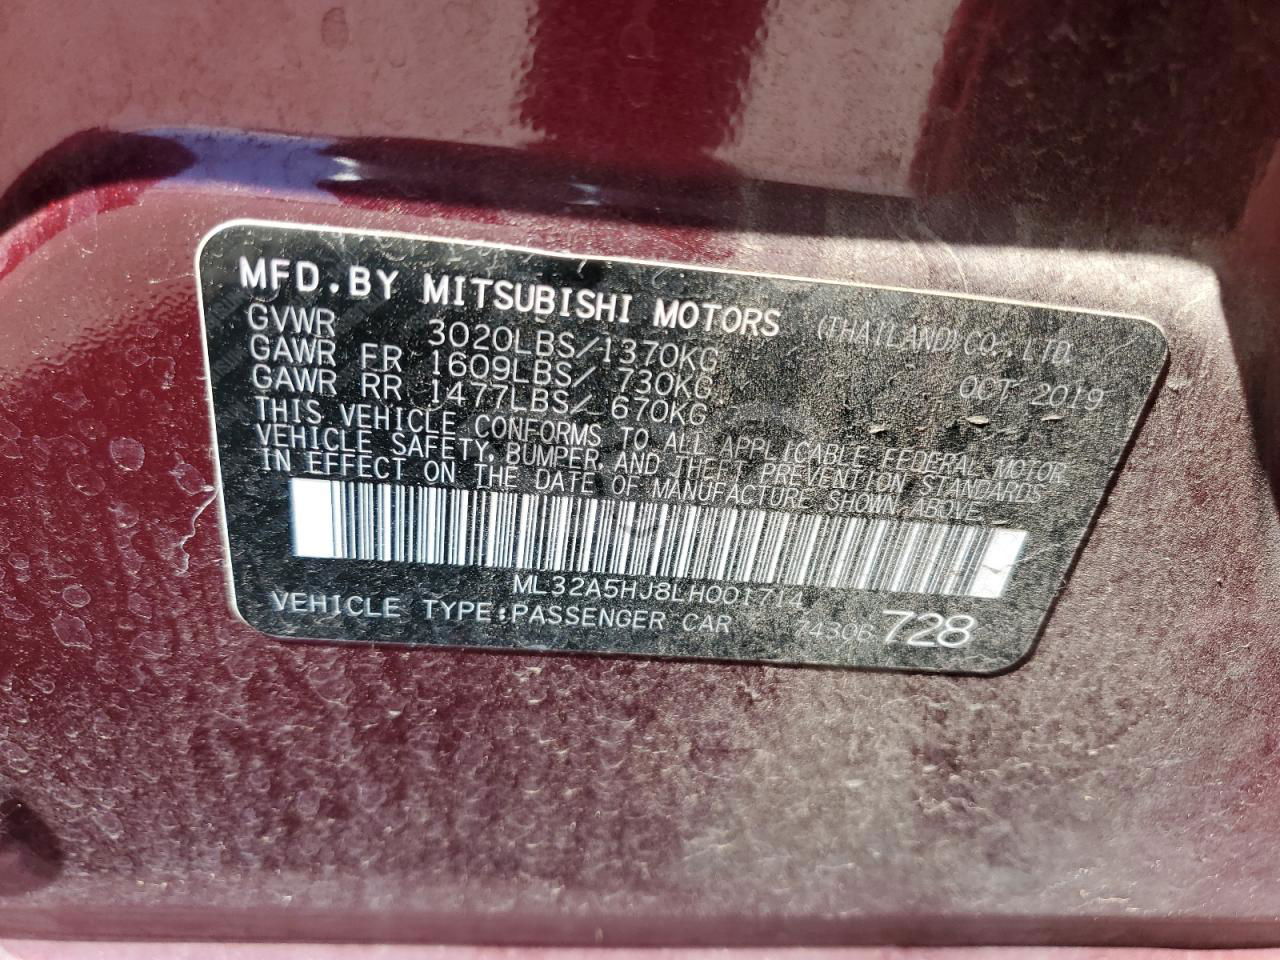 MFD.BY MITSUBISHI MOTORS (THAILAND) CO., LTD.
GVWR 3020LBS/1370KG OCT 2019
GAWR FR 1609LBS/ 730KG
GAWR RR 1477LBS/ 670KG
THIS VEHICLE CONFORMS TO ALL APPLICABLE FEDERAL MOTOR
VEHICLE SAFETY, BUMPER, AND THEFT PREVENTION STANDARDS
IN EFFECT ON THE DATE OF MANUFACTURE SHOWN ABOVE.
ML32A5HJ8LH001714
VEHICLE TYPE:PASSENGER CAR 728